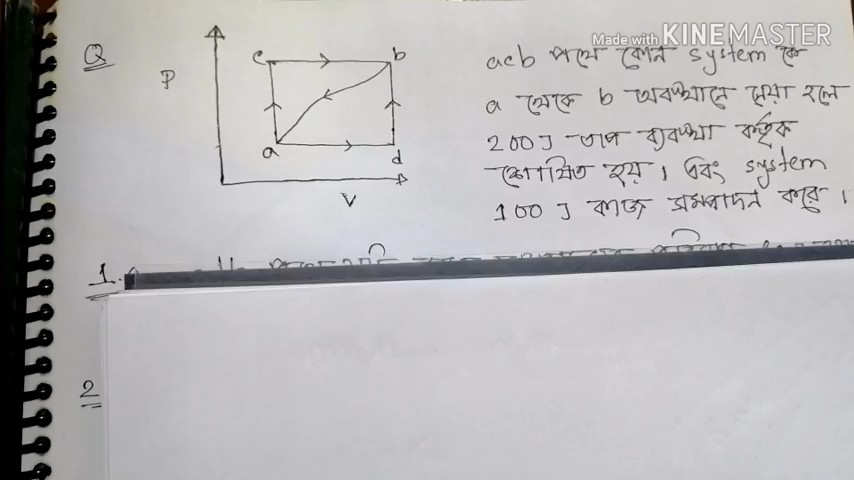 Made with KINEMASTER
Q
P
c
b
a
d
V
acb পথে কোন system কে
a থেকে b অবস্থানে নেয়া হলে
200 J তাপ ব্যবস্থা কর্তৃক
শোষিত হয়। এবং system
100 J কাজ সম্পাদন করে।
1.
2